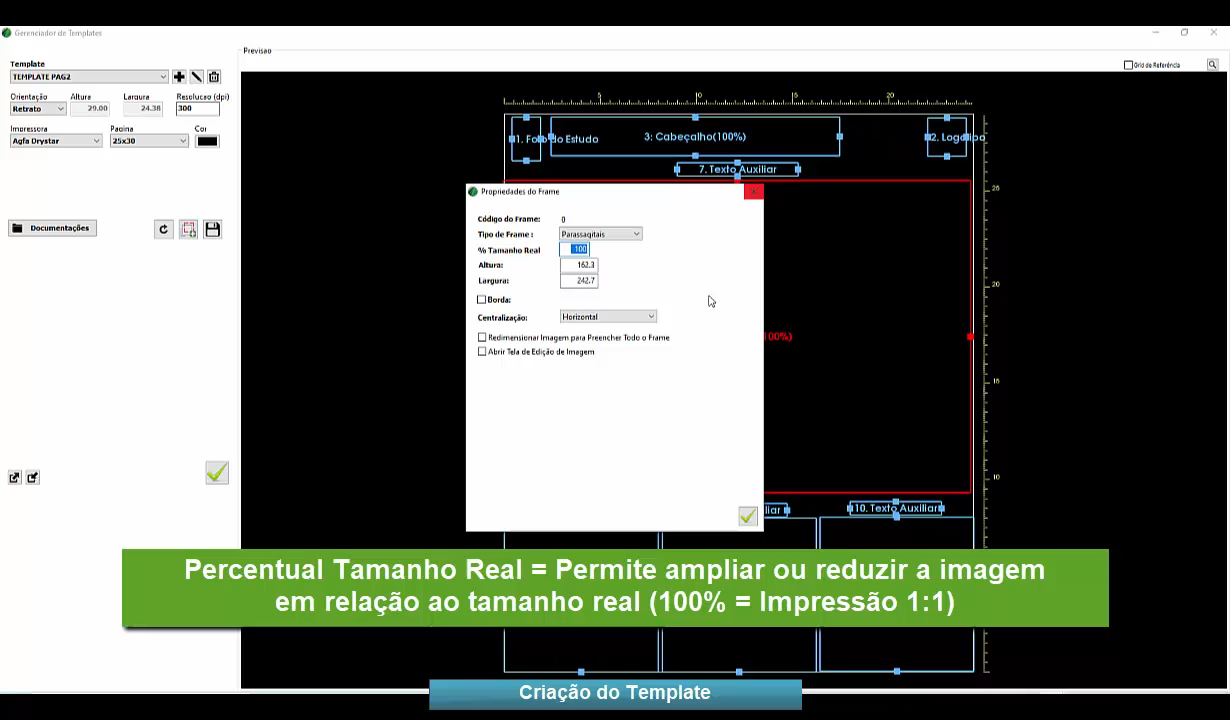 Gerenciador de Templates
Previsao
Template
TEMPLATE PAG2
Grid de Referência
Orientação
Altura
Largura
Resolucao (dpi)
Retrato
29.00
24.38
300
Impressora
Pagina
Cor
Agfa Drystar
25x30
Documentações
5
10
15
20
1. Foto do Estudo
3: Cabeçalho(100%)
2. Logotipo
7. Texto Auxiliar
25
20
15
10
Propriedades do Frame
x
Código do Frame: 0
Tipo de Frame : Parassagitais
% Tamanho Real 100
Altura: 162.3
Largura: 242.7
Borda:
Centralização: Horizontal
Redimensionar Imagem para Preencher Todo o Frame
Abrir Tela de Edição de Imagem
100%)
liar
10. Texto Auxiliar
Percentual Tamanho Real = Permite ampliar ou reduzir a imagem
em relação ao tamanho real (100% = Impressão 1:1)
Criação do Template